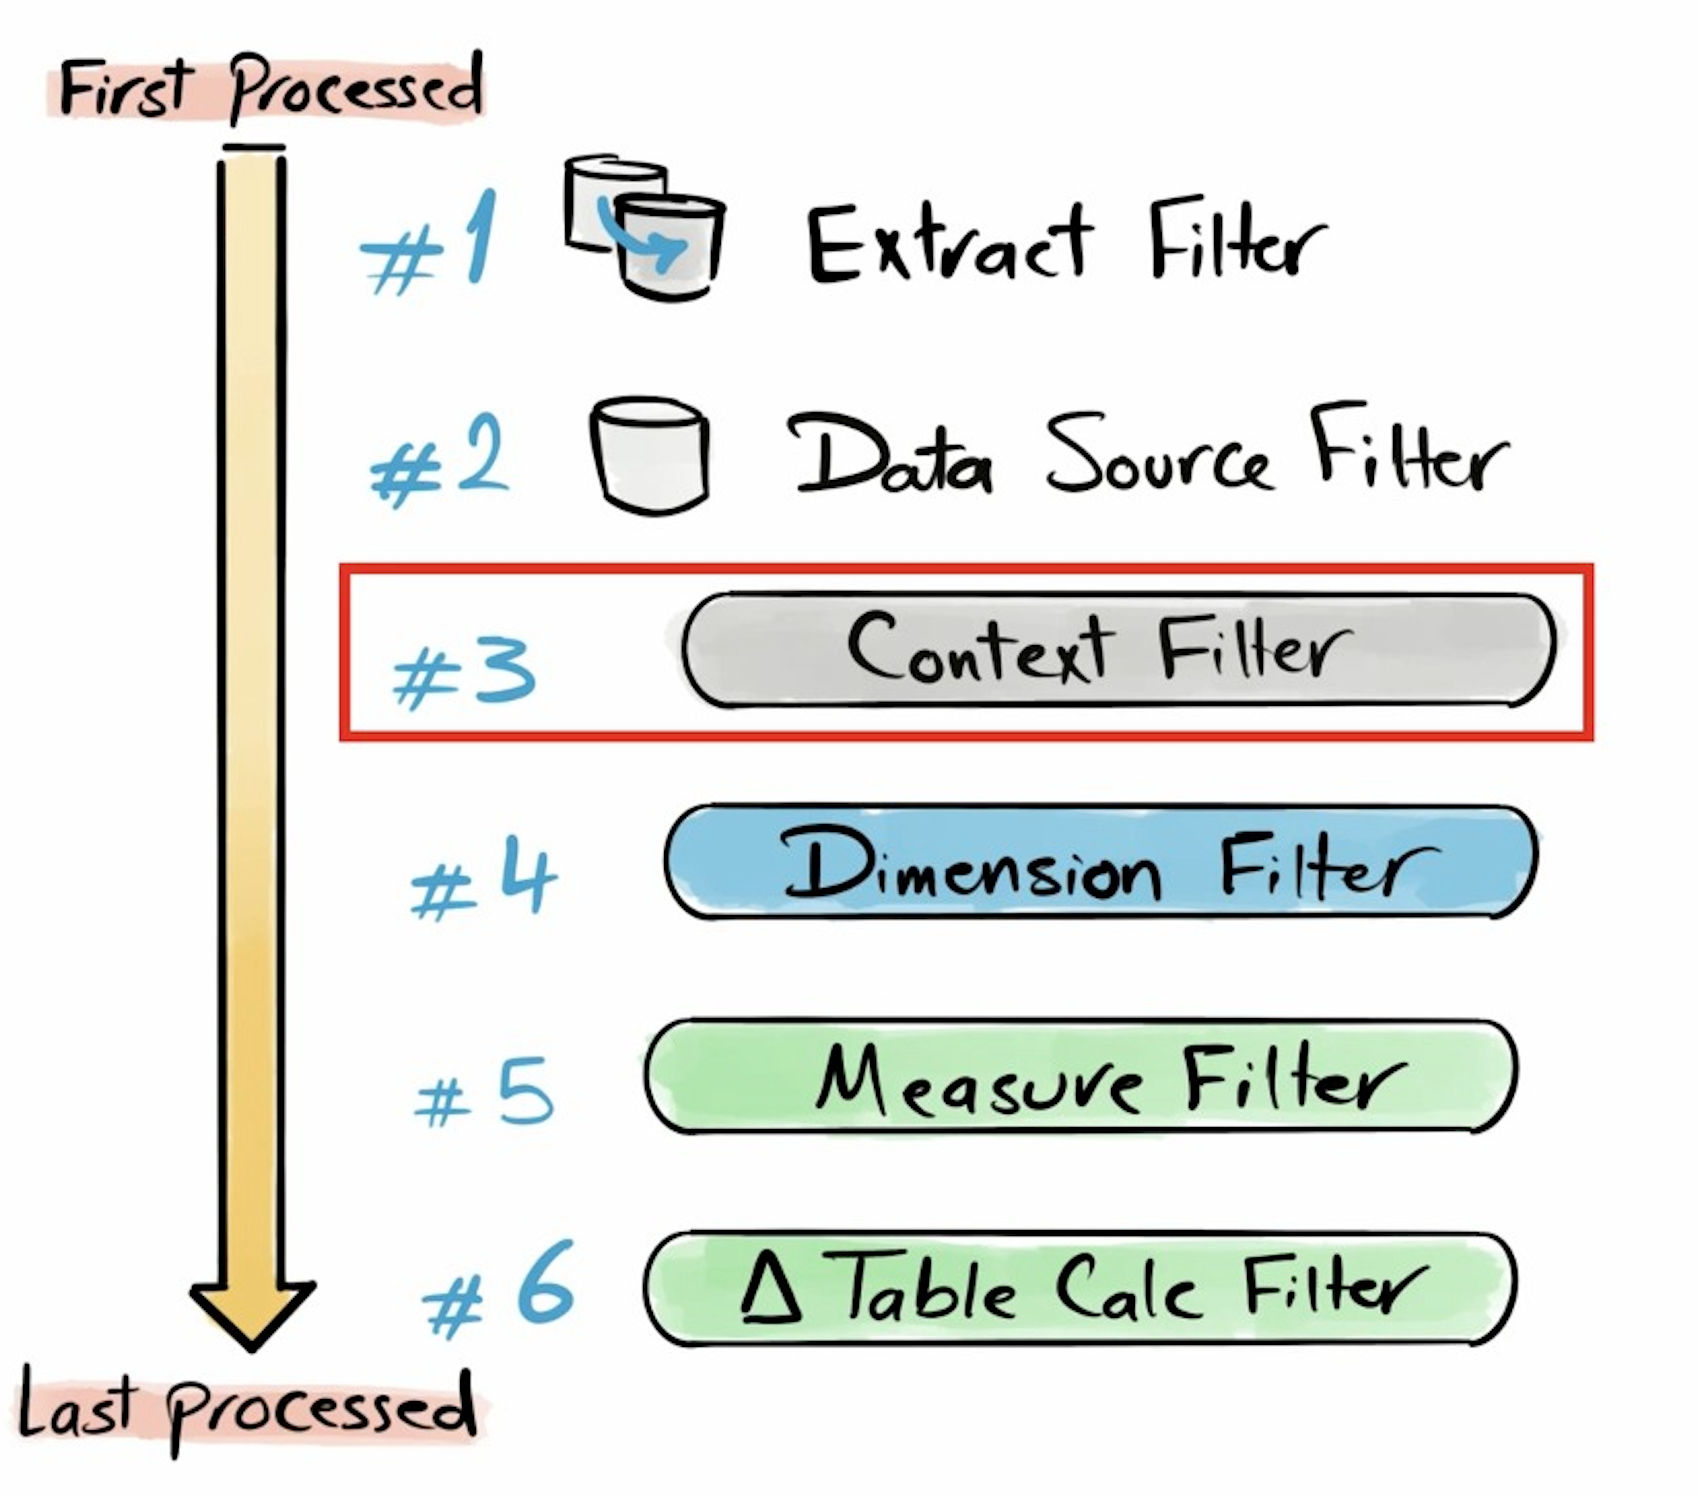 First Processed
#1 Extract Filter
#2 Data Source Filter
#3 Context Filter
#4 Dimension Filter
#5 Measure Filter
#6 Δ Table Calc Filter
Last processed